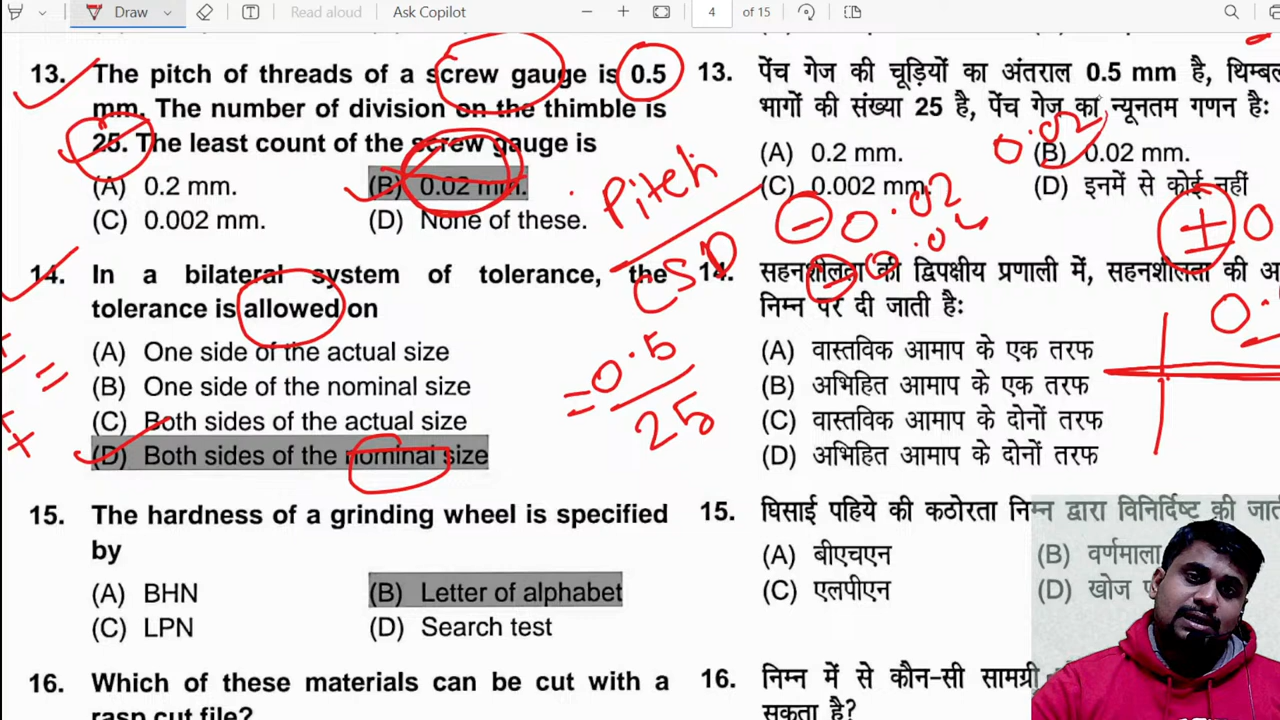 Draw
Read aloud
Ask Copilot
4
of 15
13. The pitch of threads of a screw gauge is 0.5
mm. The number of division on the thimble is
25. The least count of the screw gauge is
(A) 0.2 mm. (B) 0.02 mm.
(C) 0.002 mm. (D) None of these.
14. In a bilateral system of tolerance, the
tolerance is allowed on
(A) One side of the actual size
(B) One side of the nominal size
(C) Both sides of the actual size
(D) Both sides of the nominal size
15. The hardness of a grinding wheel is specified
by
(A) BHN (B) Letter of alphabet
(C) LPN (D) Search test
16. Which of these materials can be cut with a
rasp cut file?
Pitch
CSD
= 0.5
25
13. पेंच गेज की चूड़ियों का अंतराल 0.5 mm है, थिम्बल
भागों की संख्या 25 है, पेंच गेज का न्यूनतम गणन है:
(A) 0.2 mm. (B) 0.02 mm.
(C) 0.002 mm. (D) इनमें से कोई नहीं
0.02
- 0.02
0.04
± 0
0.
14. सहनशीलता की द्विपक्षीय प्रणाली में, सहनशीलता की
निम्न पर दी जाती है:
(A) वास्तविक आमाप के एक तरफ
(B) अभिहित आमाप के एक तरफ
(C) वास्तविक आमाप के दोनों तरफ
(D) अभिहित आमाप के दोनों तरफ
15. घिसाई पहिये की कठोरता निम्न द्वारा विनिर्दिष्ट की
(A) बीएचएन (B) वर्णमाला
(C) एलपीएन (D) खोज
16. निम्न में से कौन-सी सामग्री
सकता है?